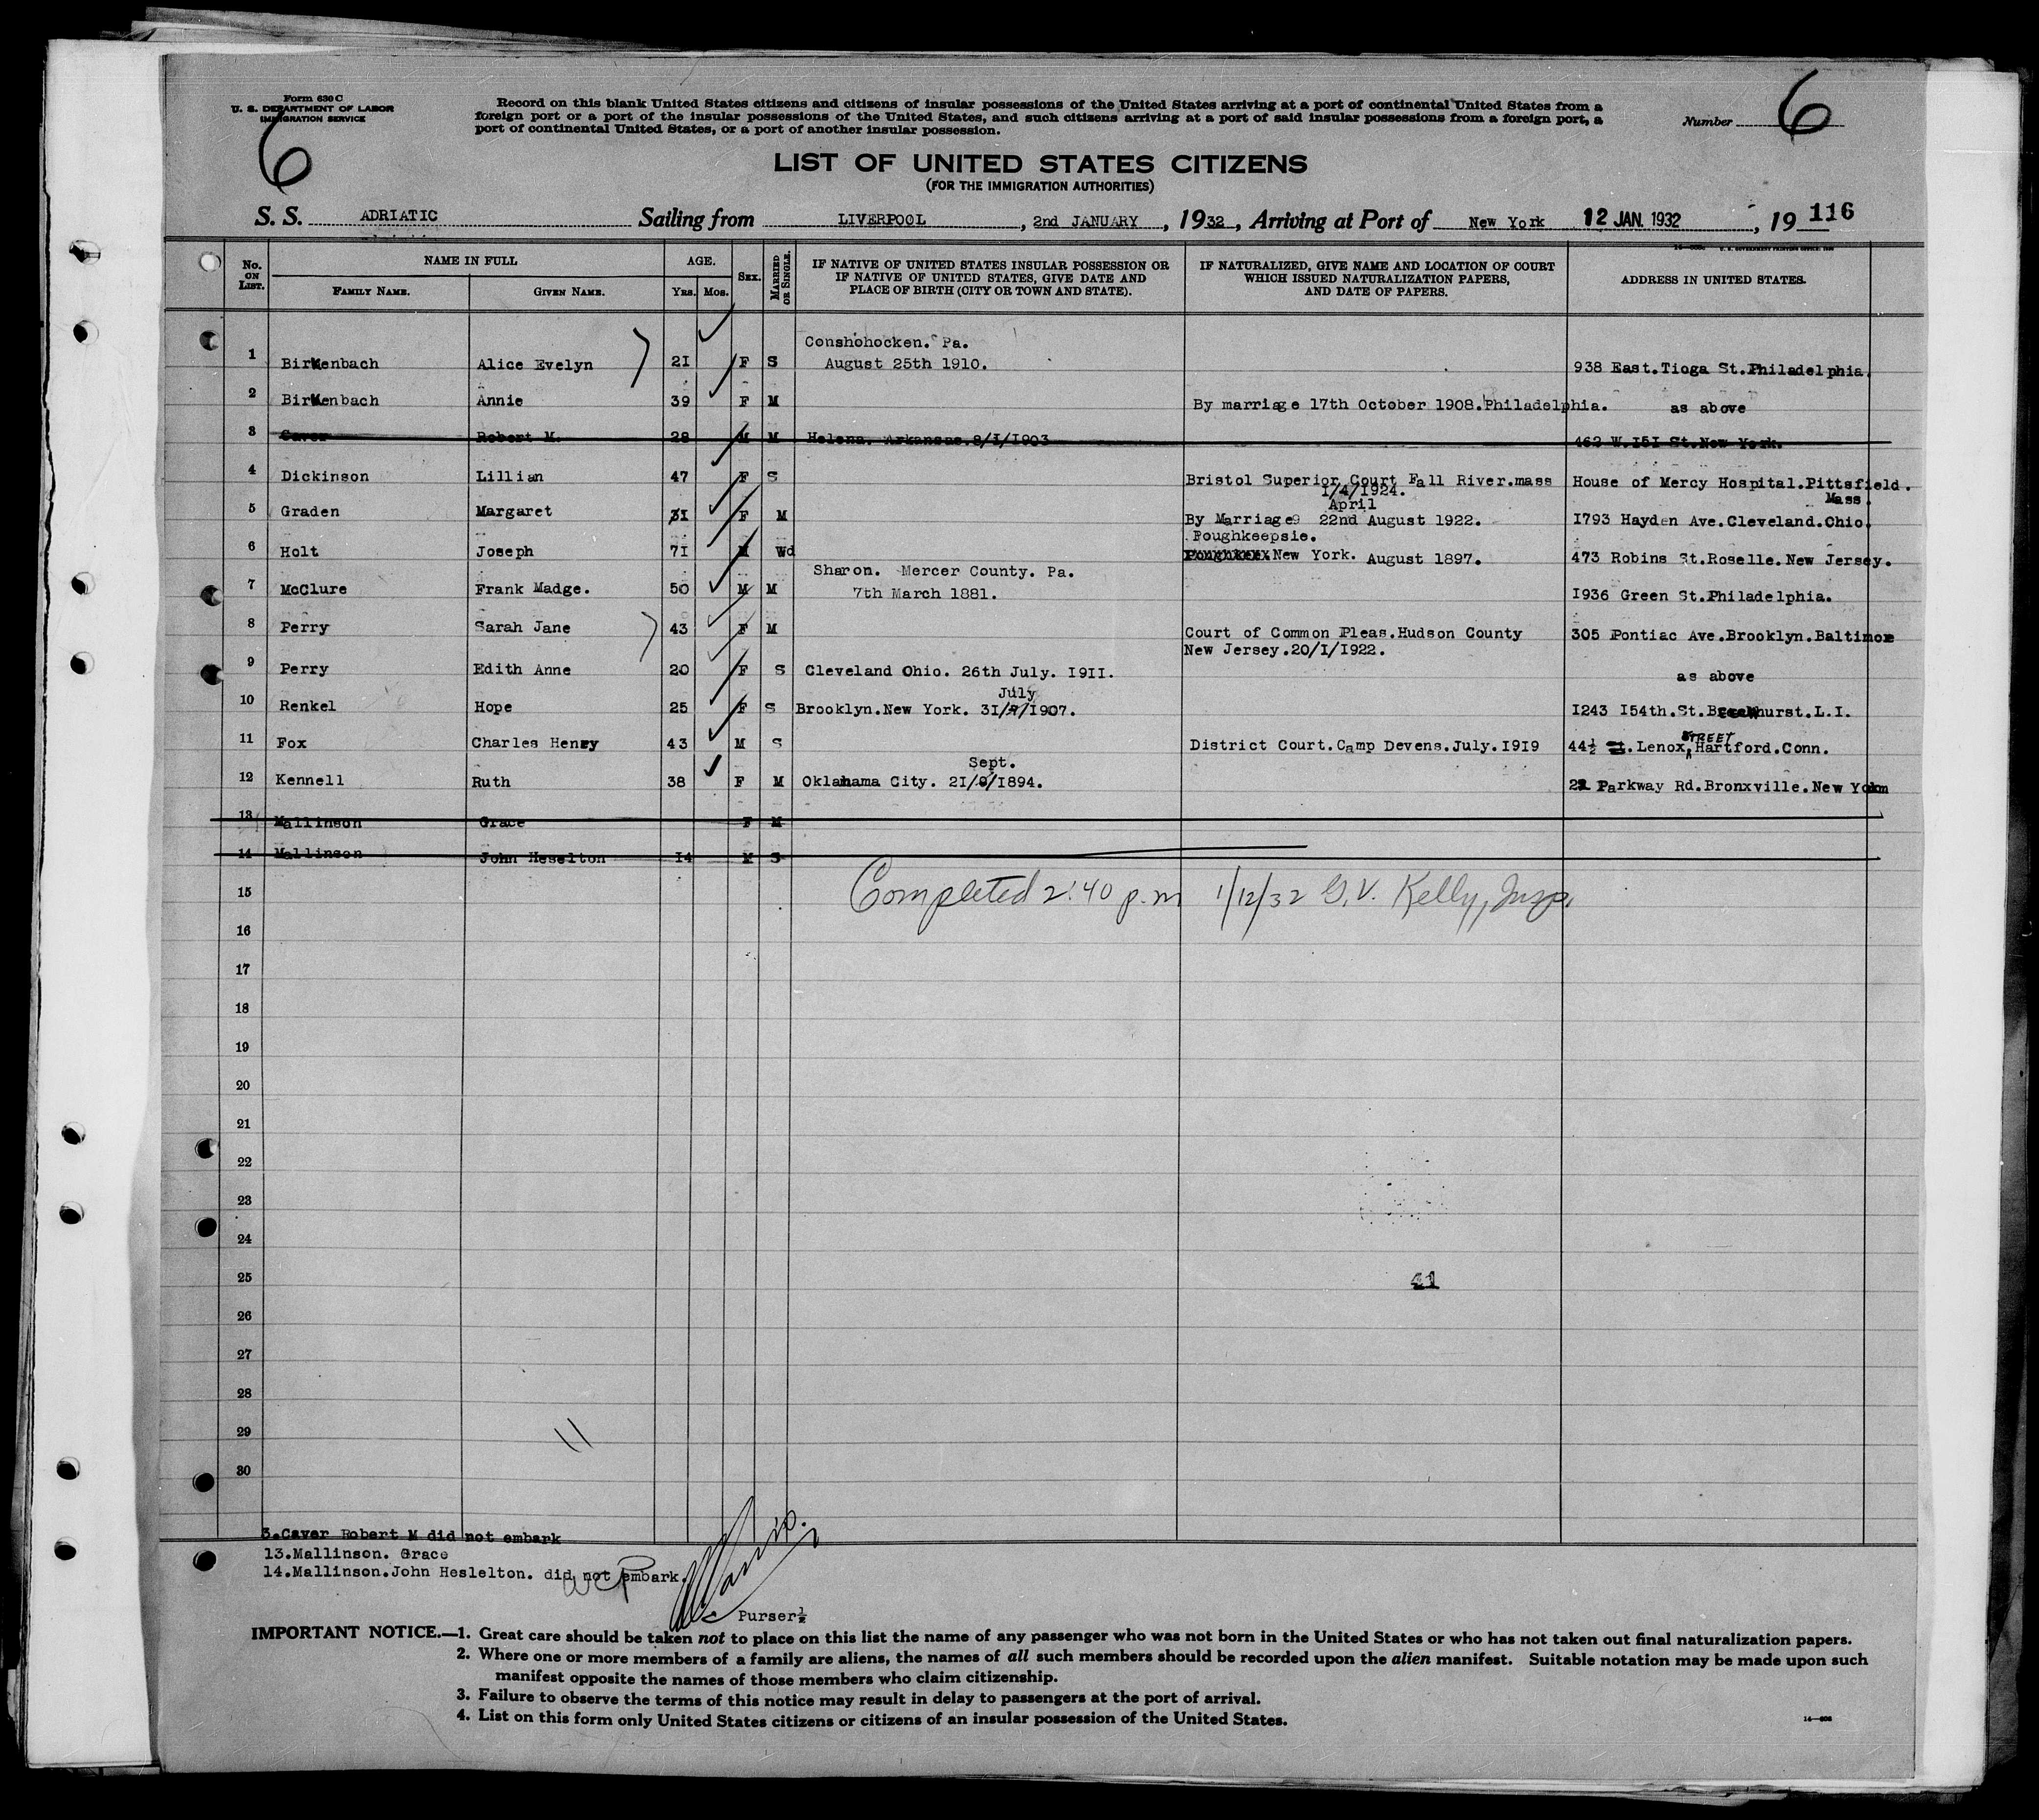 Form 630 C
U. S. DEPARTMENT OF LABOR
IMMIGRATION SERVICE
6
Record on this blank United States citizens and citizens of insular possessions of the United States arriving at a port of continental United States from a
foreign port or a port of the insular possessions of the United States, and such citizens arriving at a port of said insular possessions from a foreign port, a
port of continental United States, or a port of another insular possession.
Number 6
LIST OF UNITED STATES CITIZENS
(FOR THE IMMIGRATION AUTHORITIES)
S. S. ADRIATIC Sailing from LIVERPOOL, 2nd JANUARY, 1932, Arriving at Port of New York 12 JAN. 1932, 19 116
No. ON LIST. NAME IN FULL FAMILY NAME. GIVEN NAME. AGE. YRS. MOS. SEX. MARRIED OR SINGLE. IF NATIVE OF UNITED STATES INSULAR POSSESSION OR IF NATIVE OF UNITED STATES, GIVE DATE AND PLACE OF BIRTH (CITY OR TOWN AND STATE). IF NATURALIZED, GIVE NAME AND LOCATION OF COURT WHICH ISSUED NATURALIZATION PAPERS, AND DATE OF PAPERS. ADDRESS IN UNITED STATES.
Conshohocken. Pa.
1 Birkenbach Alice Evelyn 21 F S August 25th 1910. 938 East.Tioga St.Philadelphia.
2 Birkenbach Annie 39 F M By marriage 17th October 1908.Philadelphia. as above
3 Caver Robert M. 28 M M Helena. Arkansas.8/1/1903 462 W.151 St.New York.
4 Dickinson Lillian 47 F S Bristol Superior Court Fall River.mass House of Mercy Hospital.Pittsfield.
1/4/1924. Mass.
April
5 Graden Margaret 31 F M By Marriage 22nd August 1922. 1793 Hayden Ave.Cleveland.Ohio.
Poughkeepsie.
6 Holt Joseph 71 M Wd New York. August 1897. 473 Robins St.Roselle.New Jersey.
Sharon. Mercer County. Pa.
7 McClure Frank Madge. 50 M M 7th March 1881. 1936 Green St.Philadelphia.
8 Perry Sarah Jane 43 F M Court of Common Pleas.Hudson County 305 Pontiac Ave.Brooklyn.Baltimore
New Jersey.20/1/1922.
9 Perry Edith Anne 20 F S Cleveland Ohio. 26th July. 1911. as above
July
10 Renkel Hope 25 F S Brooklyn.New York. 31/7/1907. 1243 154th.St. L.I.
STREET
11 Fox Charles Henry 43 M S District Court.Camp Devens.July.1919 44½ Lenox, Hartford.Conn.
Sept.
12 Kennell Ruth 38 F M Oklahama City. 21/9/1894. Parkway Rd.Bronxville.New York
13 Mallinson Grace F M
14 Mallinson John Heselton 14 M S
Completed 2:40 p.m 1/12/32 G.V. Kelly, Insp.
15
16
17
18
19
20
21
22
23
24
25
41
26
27
28
29
11
30
3.Caver Robert M did not embark
13.Mallinson. Grace
14.Mallinson.John Heslelton. did not embark.
Purser½
IMPORTANT NOTICE.—1. Great care should be taken not to place on this list the name of any passenger who was not born in the United States or who has not taken out final naturalization papers.
2. Where one or more members of a family are aliens, the names of all such members should be recorded upon the alien manifest. Suitable notation may be made upon such
manifest opposite the names of those members who claim citizenship.
3. Failure to observe the terms of this notice may result in delay to passengers at the port of arrival.
4. List on this form only United States citizens or citizens of an insular possession of the United States.